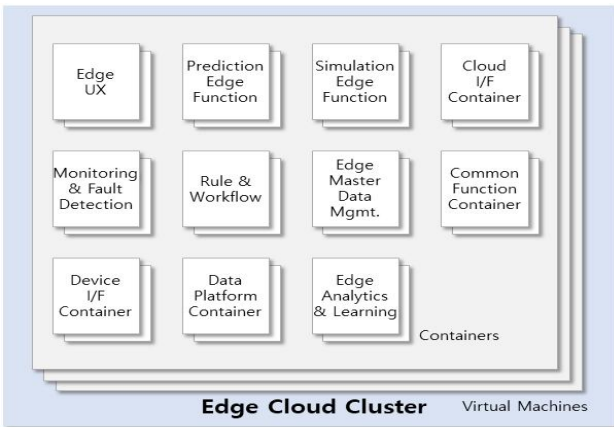 Edge
UX
Prediction
Edge
Function
Simulation
Edge
Function
Cloud
I/F
Container
Monitoring
& Fault
Detection
Rule &
Workflow
Edge
Master
Data
Mgmt.
Common
Function
Container
Device
I/F
Container
Data
Platform
Container
Edge
Analytics
& Learning
Containers
Edge Cloud Cluster
Virtual Machines